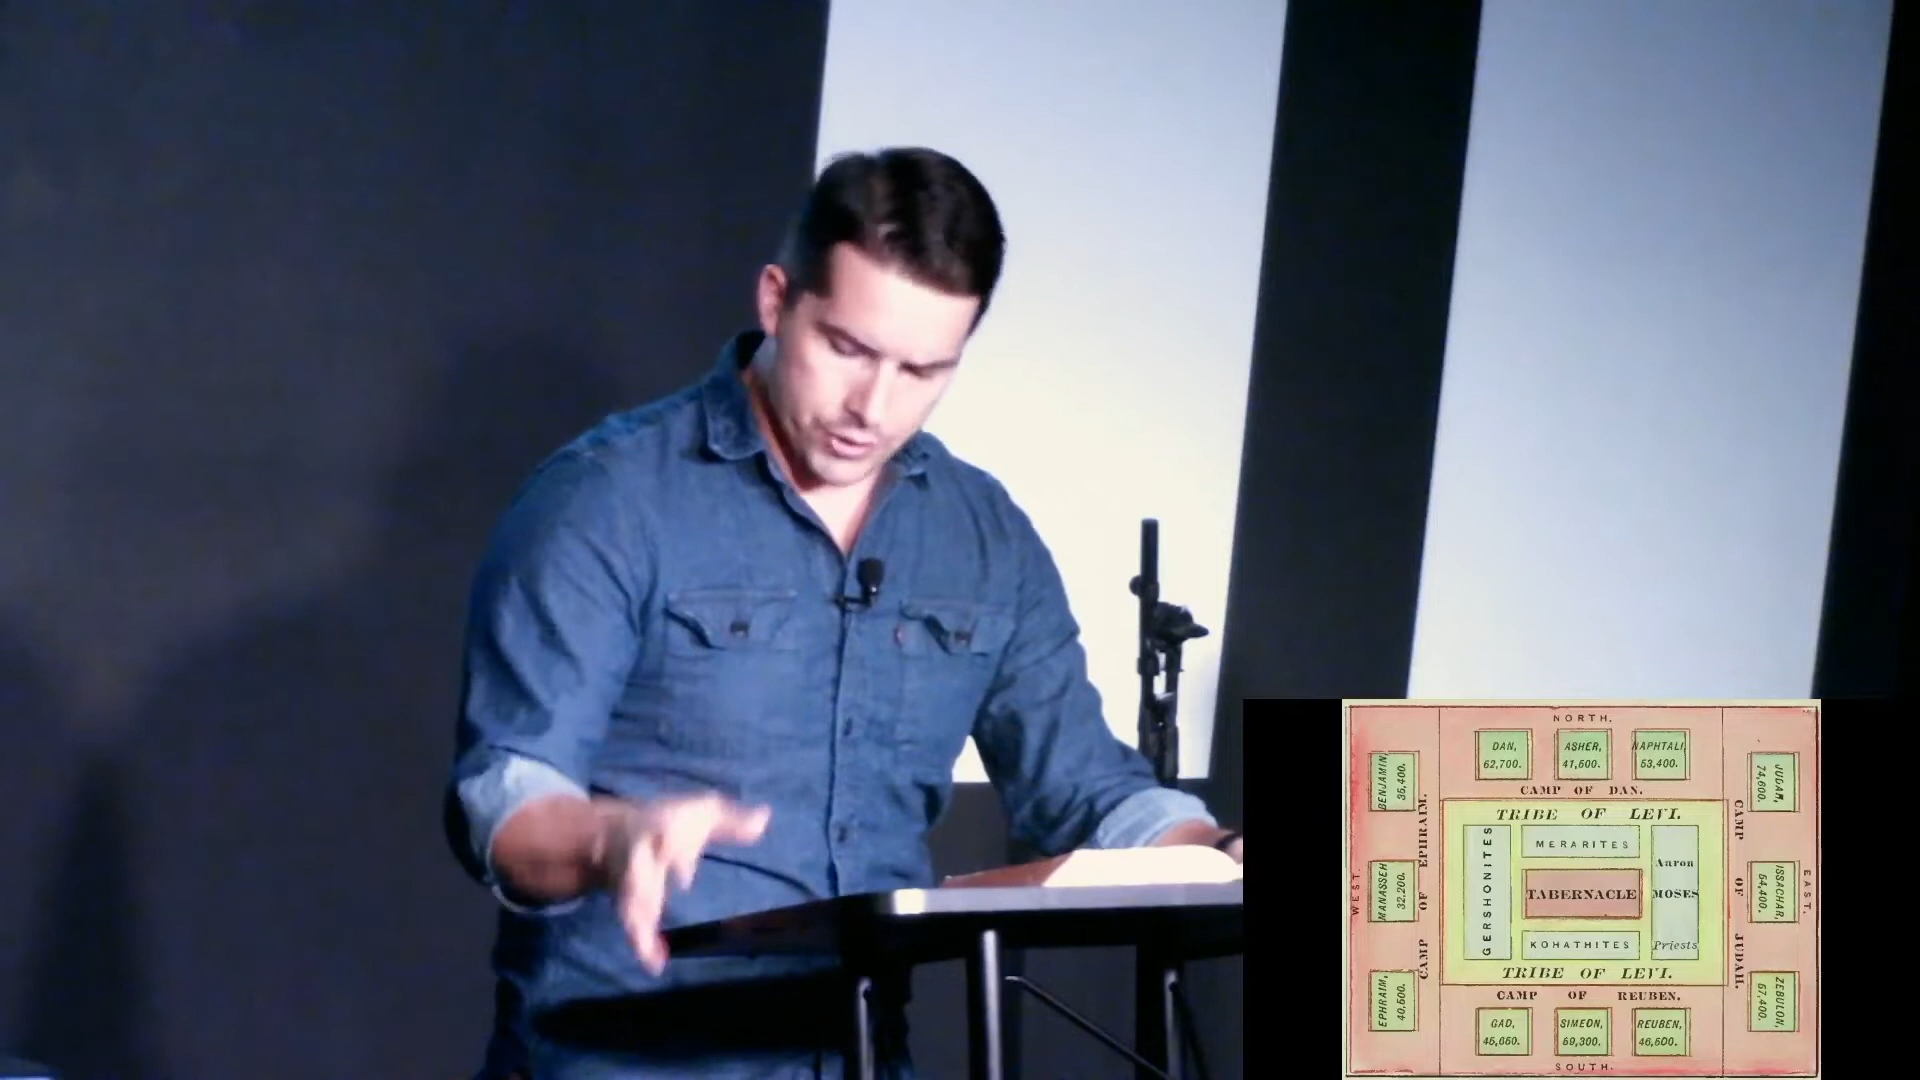 NORTH.
DAN,
62,700.
ASHER,
41,500.
NAPHTALI,
53,400.
CAMP OF DAN.
BENJAMIN,
35,400.
MANASSEH
32,200.
EPHRAIM,
40,500.
CAMP OF EPHRAIM.
WEST.
TRIBE OF LEVI.
MERARITES
GERSHONITES
TABERNACLE
Aaron
MOSES
Priests
KOHATHITES
TRIBE OF LEVI.
CAMP OF JUDAH.
JUDAH,
74,600.
ISSACHAR,
54,400.
ZEBULON,
57,400.
EAST.
CAMP OF REUBEN.
GAD,
45,650.
SIMEON,
59,300.
REUBEN,
46,500.
SOUTH.